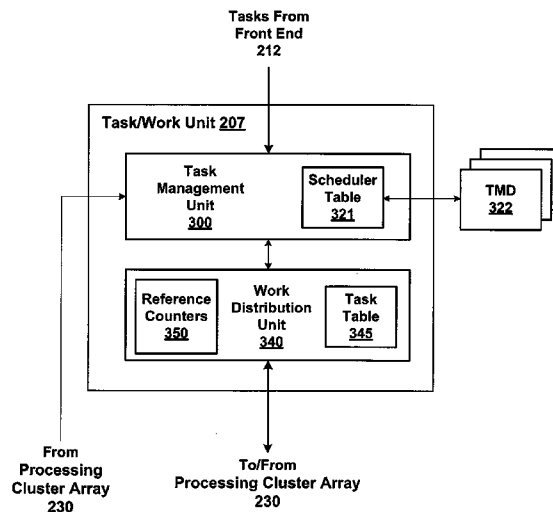 Tasks From
Front End
212
Task/Work Unit 207
Task
Management
Unit
300
Scheduler
Table
321
TMD
322
Reference
Counters
350
Work
Distribution
Unit
340
Task
Table
345
From
Processing
Cluster Array
230
To/From
Processing Cluster Array
230